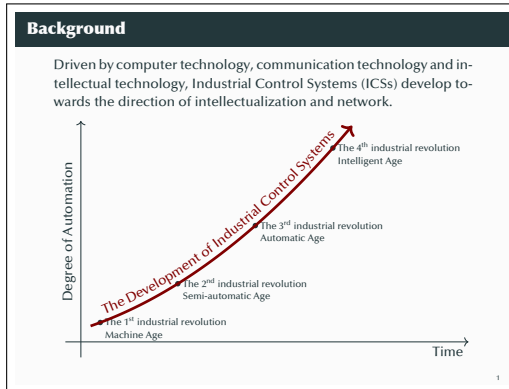 Background
Driven by computer technology, communication technology and in-
tellectual technology, Industrial Control Systems (ICSs) develop to-
wards the direction of intellectualization and network.
Degree of Automation
The Development of Industrial Control Systems
The 4th industrial revolution
Intelligent Age
The 3rd industrial revolution
Automatic Age
The 2nd industrial revolution
Semi-automatic Age
The 1st industrial revolution
Machine Age
Time
1